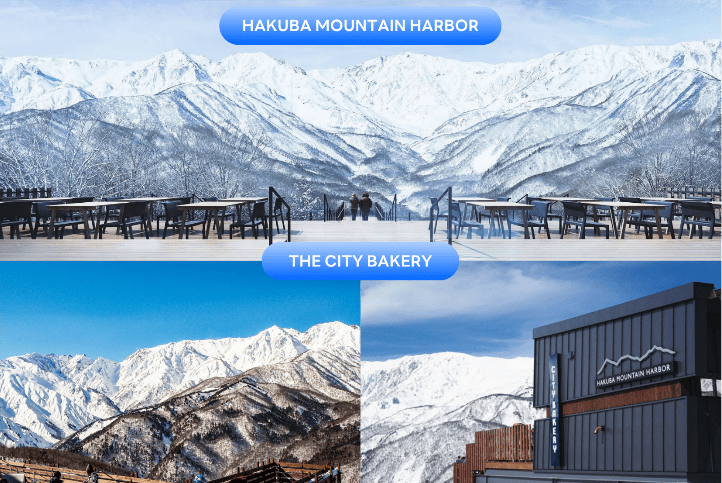 HAKUBA MOUNTAIN HARBOR
THE CITY BAKERY
HAKUBA MOUNTAIN HARBOR
CITY BAKERY